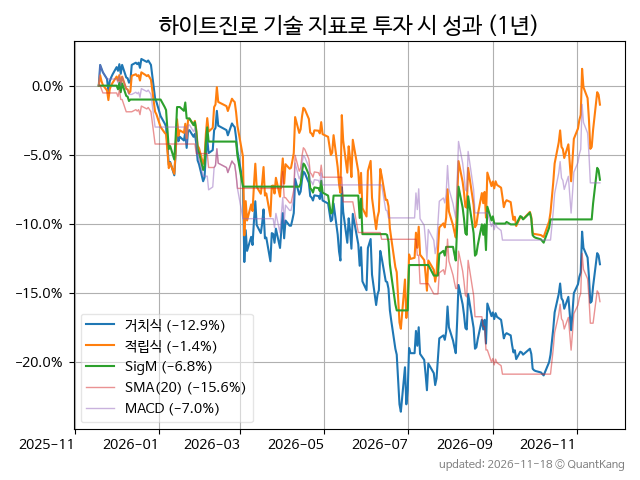 하이트진로 기술 지표로 투자 시 성과 (1년)
0.0%
−5.0%
−10.0%
−15.0%
−20.0%
거치식 (−12.9%)
적립식 (−1.4%)
SigM (−6.8%)
SMA(20) (−15.6%)
MACD (−7.0%)
2025-11 2026-01 2026-03 2026-05 2026-07 2026-09 2026-11
updated: 2026-11-18 © QuantKang